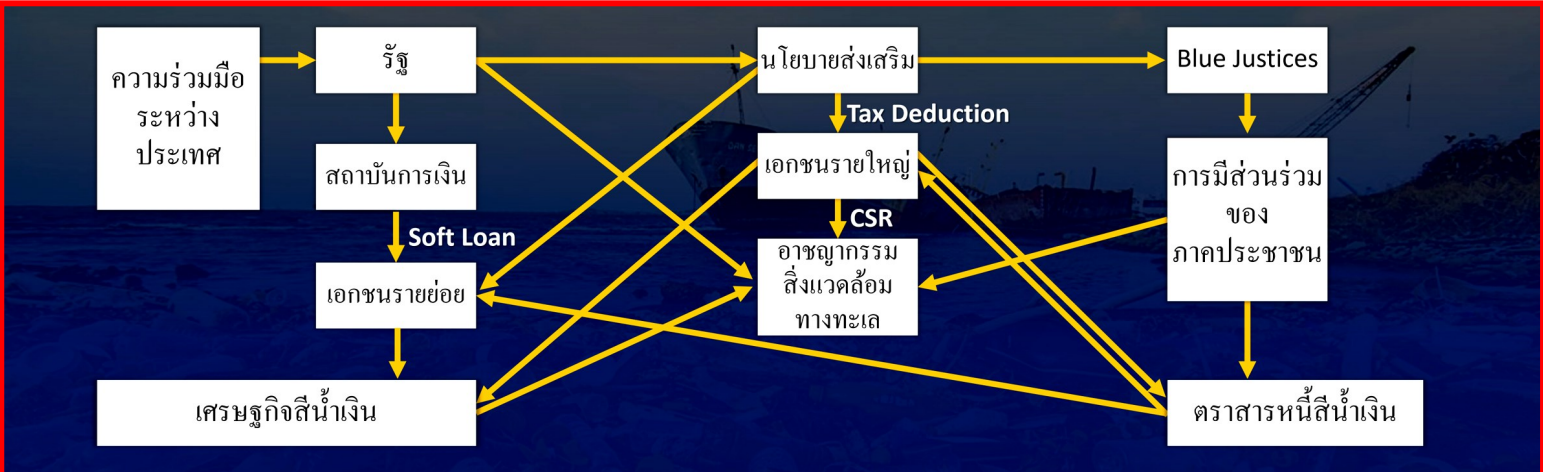 ความร่วมมือ
ระหว่าง
ประเทศ
รัฐ
นโยบายส่งเสริม
Blue Justices
Tax Deduction
สถาบันการเงิน
เอกชนรายใหญ่
การมีส่วนร่วม
ของ
ภาคประชาชน
CSR
Soft Loan
เอกชนรายย่อย
อาชญากรรม
สิ่งแวดล้อม
ทางทะเล
เศรษฐกิจสีน้ำเงิน
ตราสารหนี้สีน้ำเงิน